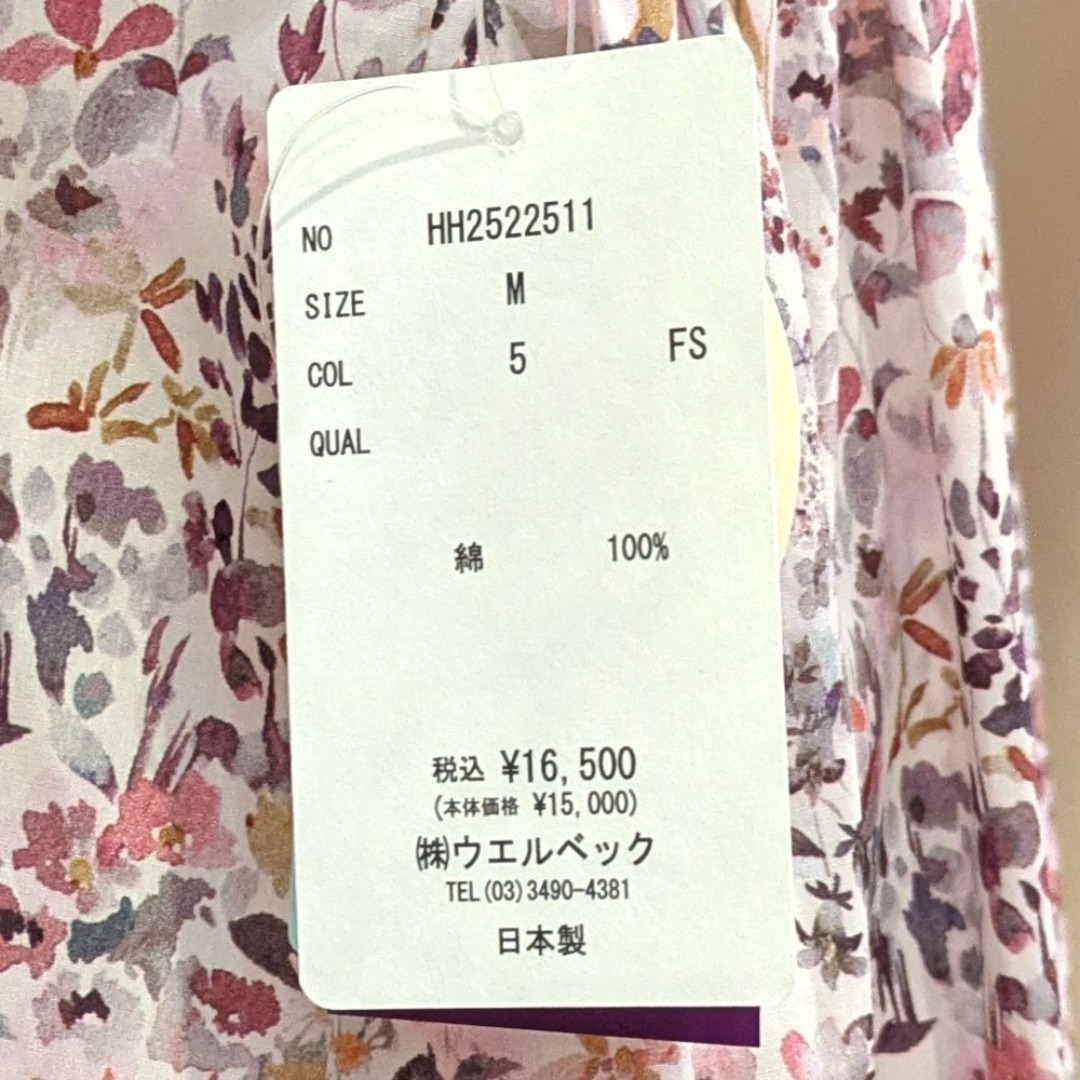 NO HH2522511
SIZE M
COL 5 FS
QUAL
綿 100%
税込 ¥16,500
(本体価格 ¥15,000)
㈱ウエルベック
TEL(03)3490-4381
日本製